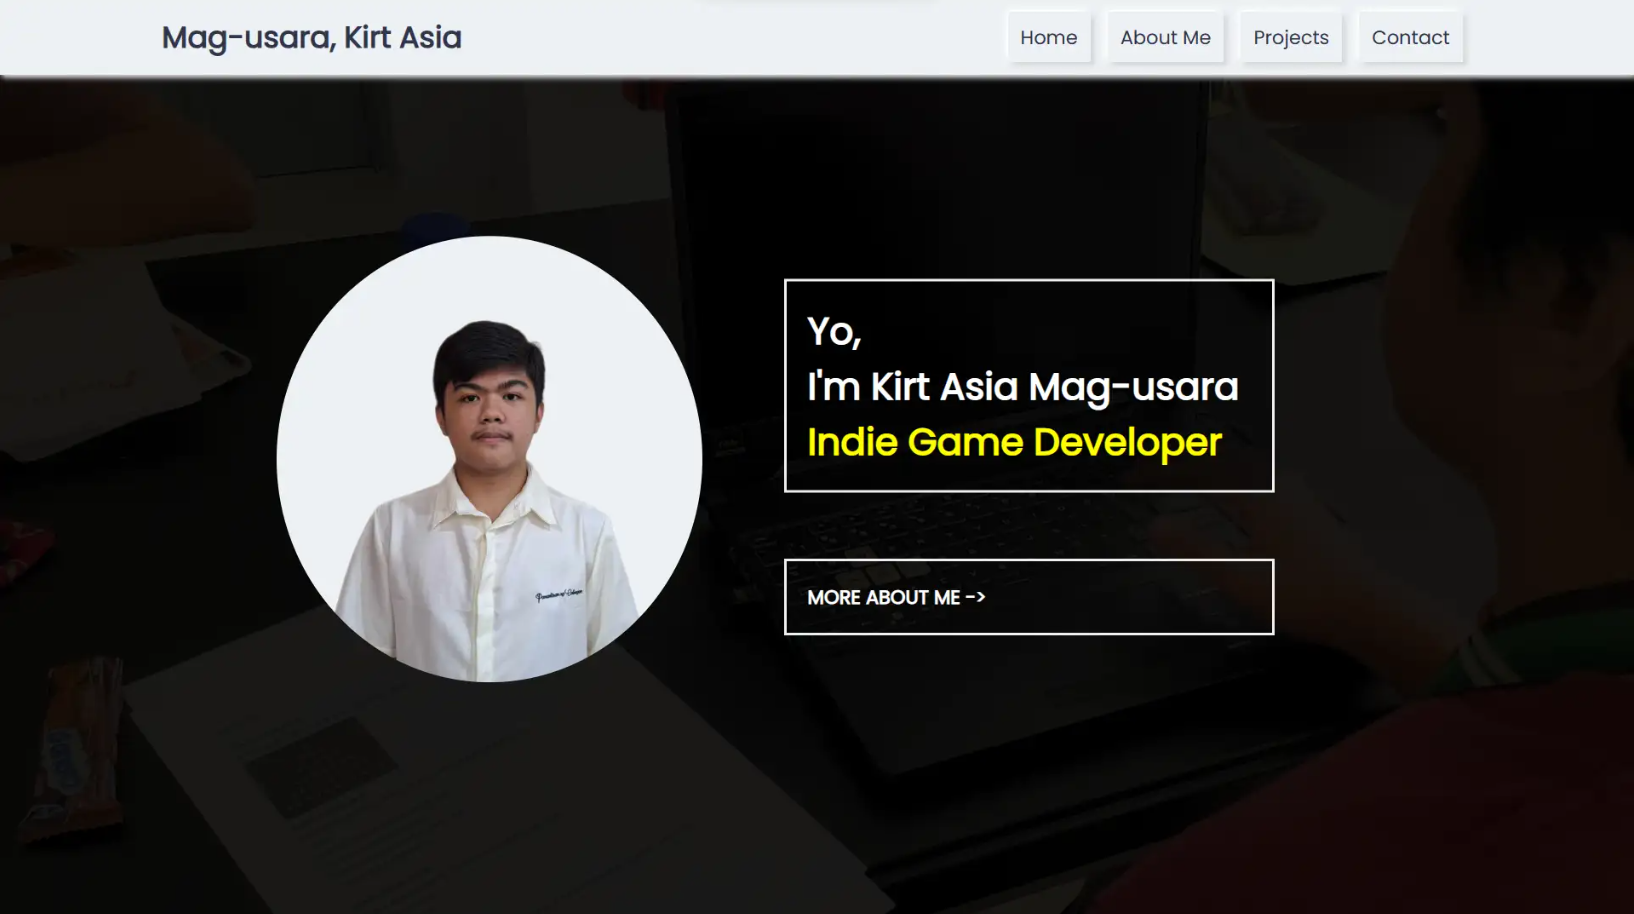 Mag-usara, Kirt Asia
Home
About Me
Projects
Contact
Yo,
I'm Kirt Asia Mag-usara
Indie Game Developer
MORE ABOUT ME ->